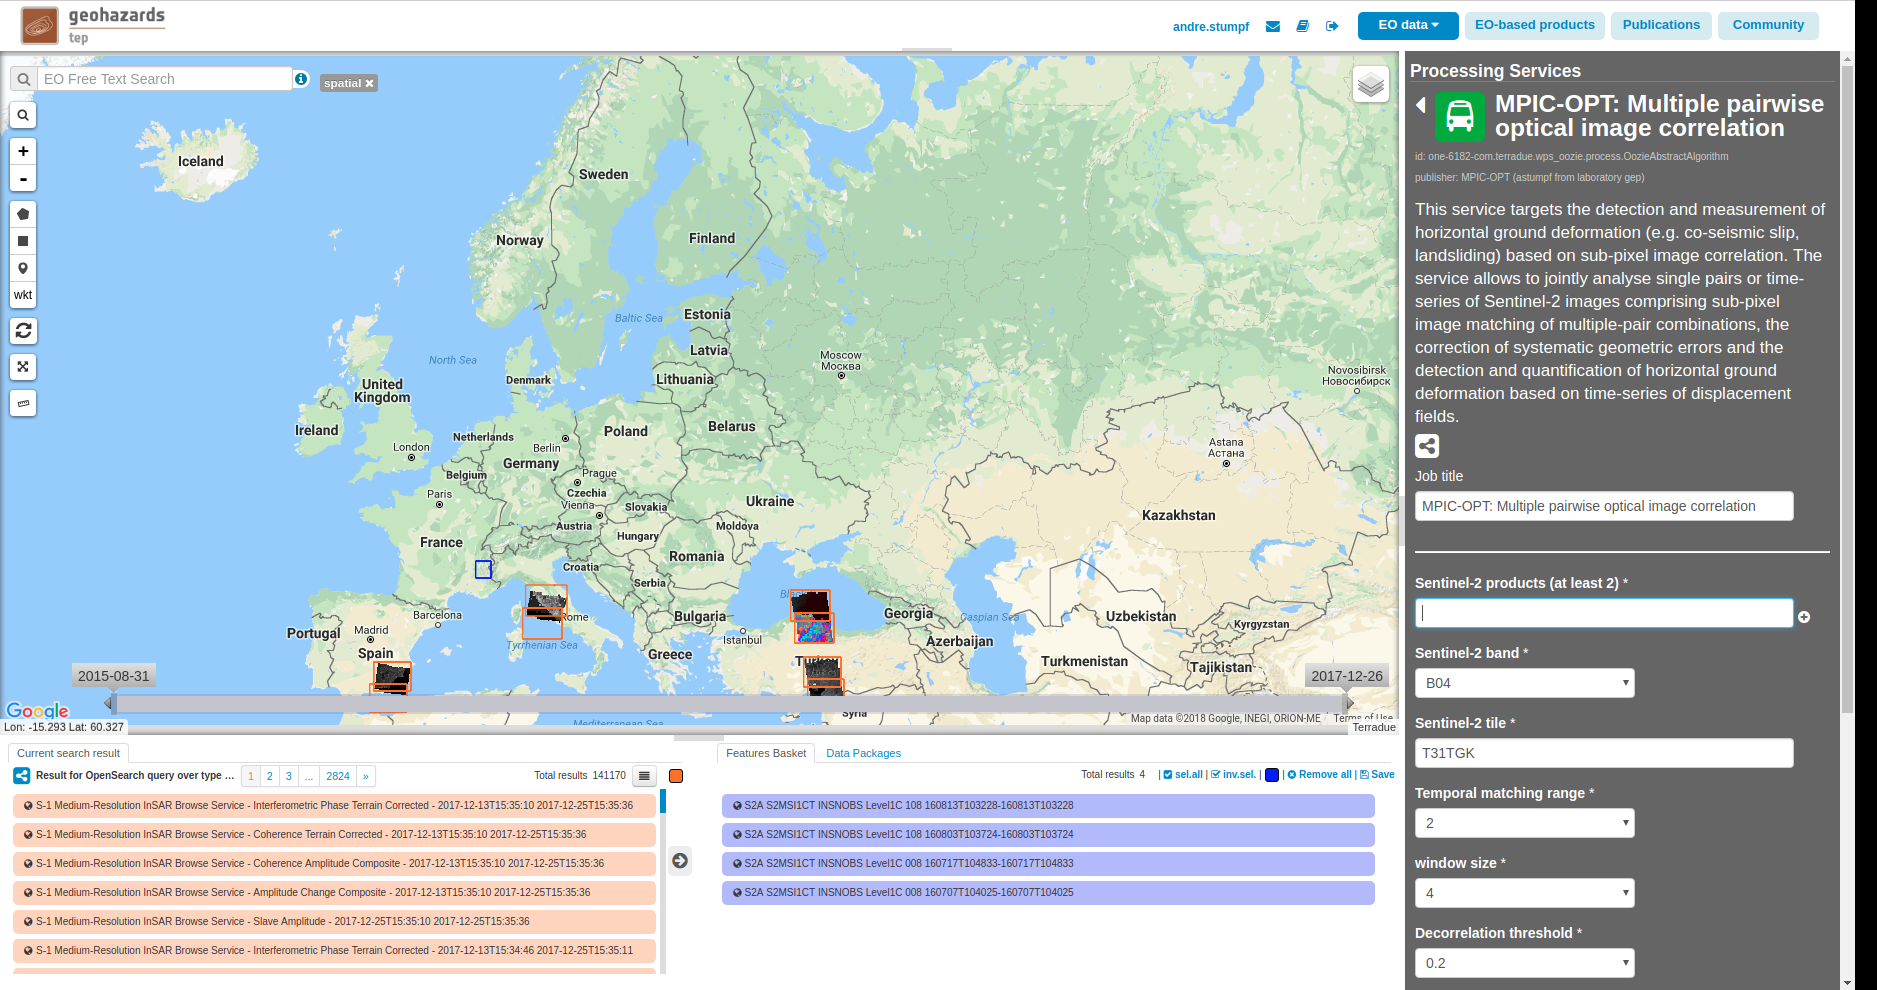 geohazards
tep
andre.stumpf
EO data
EO-based products
Publications
Community
EO Free Text Search
spatial ✖
+
-
wkt
Iceland
Sweden
Norway
Finland
Baltic Sea
Estonia
North Sea
Latvia
Moscow
Москва
Lithuania
Denmark
United
Kingdom
Novosibirsk
Новосибирск
Ireland
Netherlands
Berlin
Poland
Belarus
London
Germany
Astana
Астана
Belgium
Prague
Paris
Czechia
Vienna
Slovakia
Ukraine
Kazakhstan
Austria
Moldova
France
Hungary
Romania
Croatia
Serbia
Barcelona
Rome
Bulgaria
Georgia
Caspian Sea
Uzbekistan
Kyrgyzstan
Portugal
Madrid
Istanbul
Azerbaijan
Spain
Tyrrhenian Sea
Greece
Turkmenistan
Tajikistan
2015-08-31
2017-12-26
Google
Syria
Mediterranean Sea
Map data ©2018 Google, INEGI, ORION-ME
Terms of Use
Lon: -15.293 Lat: 60.327
Terradue
Current search result
Result for OpenSearch query over type ...
1 2 3 ... 2824 »
Total results 141170
S-1 Medium-Resolution InSAR Browse Service - Interferometric Phase Terrain Corrected - 2017-12-13T15:35:10 2017-12-25T15:35:36
S-1 Medium-Resolution InSAR Browse Service - Coherence Terrain Corrected - 2017-12-13T15:35:10 2017-12-25T15:35:36
S-1 Medium-Resolution InSAR Browse Service - Coherence Amplitude Composite - 2017-12-13T15:35:10 2017-12-25T15:35:36
S-1 Medium-Resolution InSAR Browse Service - Amplitude Change Composite - 2017-12-13T15:35:10 2017-12-25T15:35:36
S-1 Medium-Resolution InSAR Browse Service - Slave Amplitude - 2017-12-25T15:35:10 2017-12-25T15:35:36
S-1 Medium-Resolution InSAR Browse Service - Interferometric Phase Terrain Corrected - 2017-12-13T15:34:46 2017-12-25T15:35:11
Features Basket
Data Packages
Total results 4 | sel.all | inv.sel. | | Remove all | Save
S2A S2MSI1CT INSNOBS Level1C 108 160813T103228-160813T103228
S2A S2MSI1CT INSNOBS Level1C 108 160803T103724-160803T103724
S2A S2MSI1CT INSNOBS Level1C 008 160717T104833-160717T104833
S2A S2MSI1CT INSNOBS Level1C 008 160707T104025-160707T104025
Processing Services
MPIC-OPT: Multiple pairwise
optical image correlation
id: one-6182-com.terradue.wps_oozie.process.OozieAbstractAlgorithm
publisher: MPIC-OPT (astumpf from laboratory gep)
This service targets the detection and measurement of
horizontal ground deformation (e.g. co-seismic slip,
landsliding) based on sub-pixel image correlation. The
service allows to jointly analyse single pairs or time-
series of Sentinel-2 images comprising sub-pixel
image matching of multiple-pair combinations, the
correction of systematic geometric errors and the
detection and quantification of horizontal ground
deformation based on time-series of displacement
fields.
Job title
MPIC-OPT: Multiple pairwise optical image correlation
Sentinel-2 products (at least 2) *
Sentinel-2 band *
B04
Sentinel-2 tile *
T31TGK
Temporal matching range *
2
window size *
4
Decorrelation threshold *
0.2